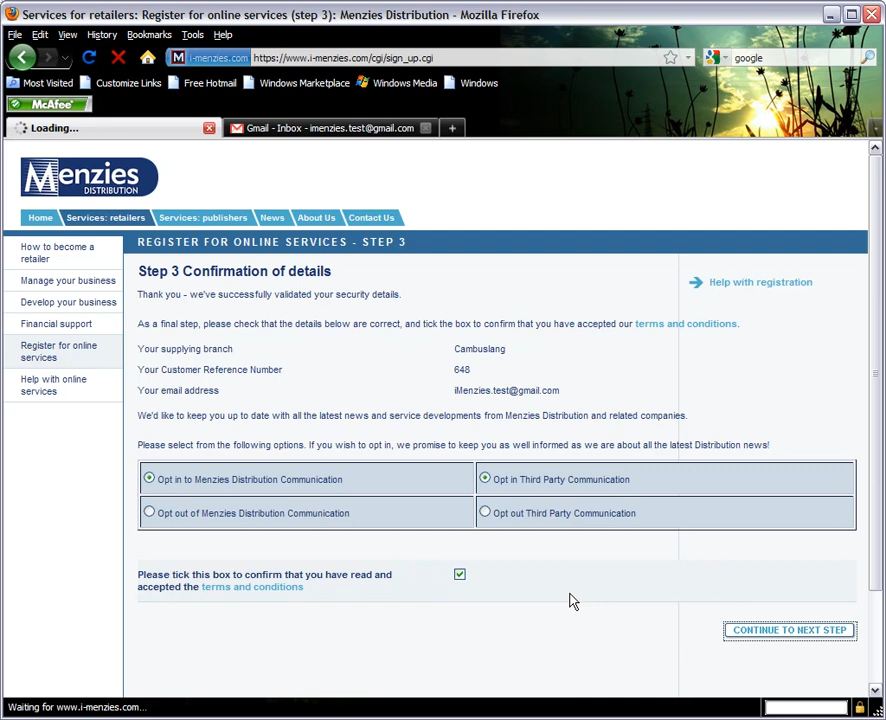 Services for retailers: Register for online services (step 3): Menzies Distribution - Mozilla Firefox
File Edit View History Bookmarks Tools Help
i-menzies.com https://www.i-menzies.com/cgi/sign_up.cgi google
Most Visited Customize Links Free Hotmail Windows Marketplace Windows Media Windows
McAfee
Loading... Gmail - Inbox - imenzies.test@gmail.com
Menzies
DISTRIBUTION
Home Services: retailers Services: publishers News About Us Contact Us
How to become a
retailer
Manage your business
Develop your business
Financial support
Register for online
services
Help with online
services
REGISTER FOR ONLINE SERVICES - STEP 3
Step 3 Confirmation of details
Help with registration
Thank you - we've successfully validated your security details.
As a final step, please check that the details below are correct, and tick the box to confirm that you have accepted our terms and conditions.
Your supplying branch Cambuslang
Your Customer Reference Number 648
Your email address iMenzies.test@gmail.com
We'd like to keep you up to date with all the latest news and service developments from Menzies Distribution and related companies.
Please select from the following options. If you wish to opt in, we promise to keep you as well informed as we are about all the latest Distribution news!
Opt in to Menzies Distribution Communication Opt in Third Party Communication
Opt out of Menzies Distribution Communication Opt out Third Party Communication
Please tick this box to confirm that you have read and
accepted the terms and conditions
CONTINUE TO NEXT STEP
Waiting for www.i-menzies.com...